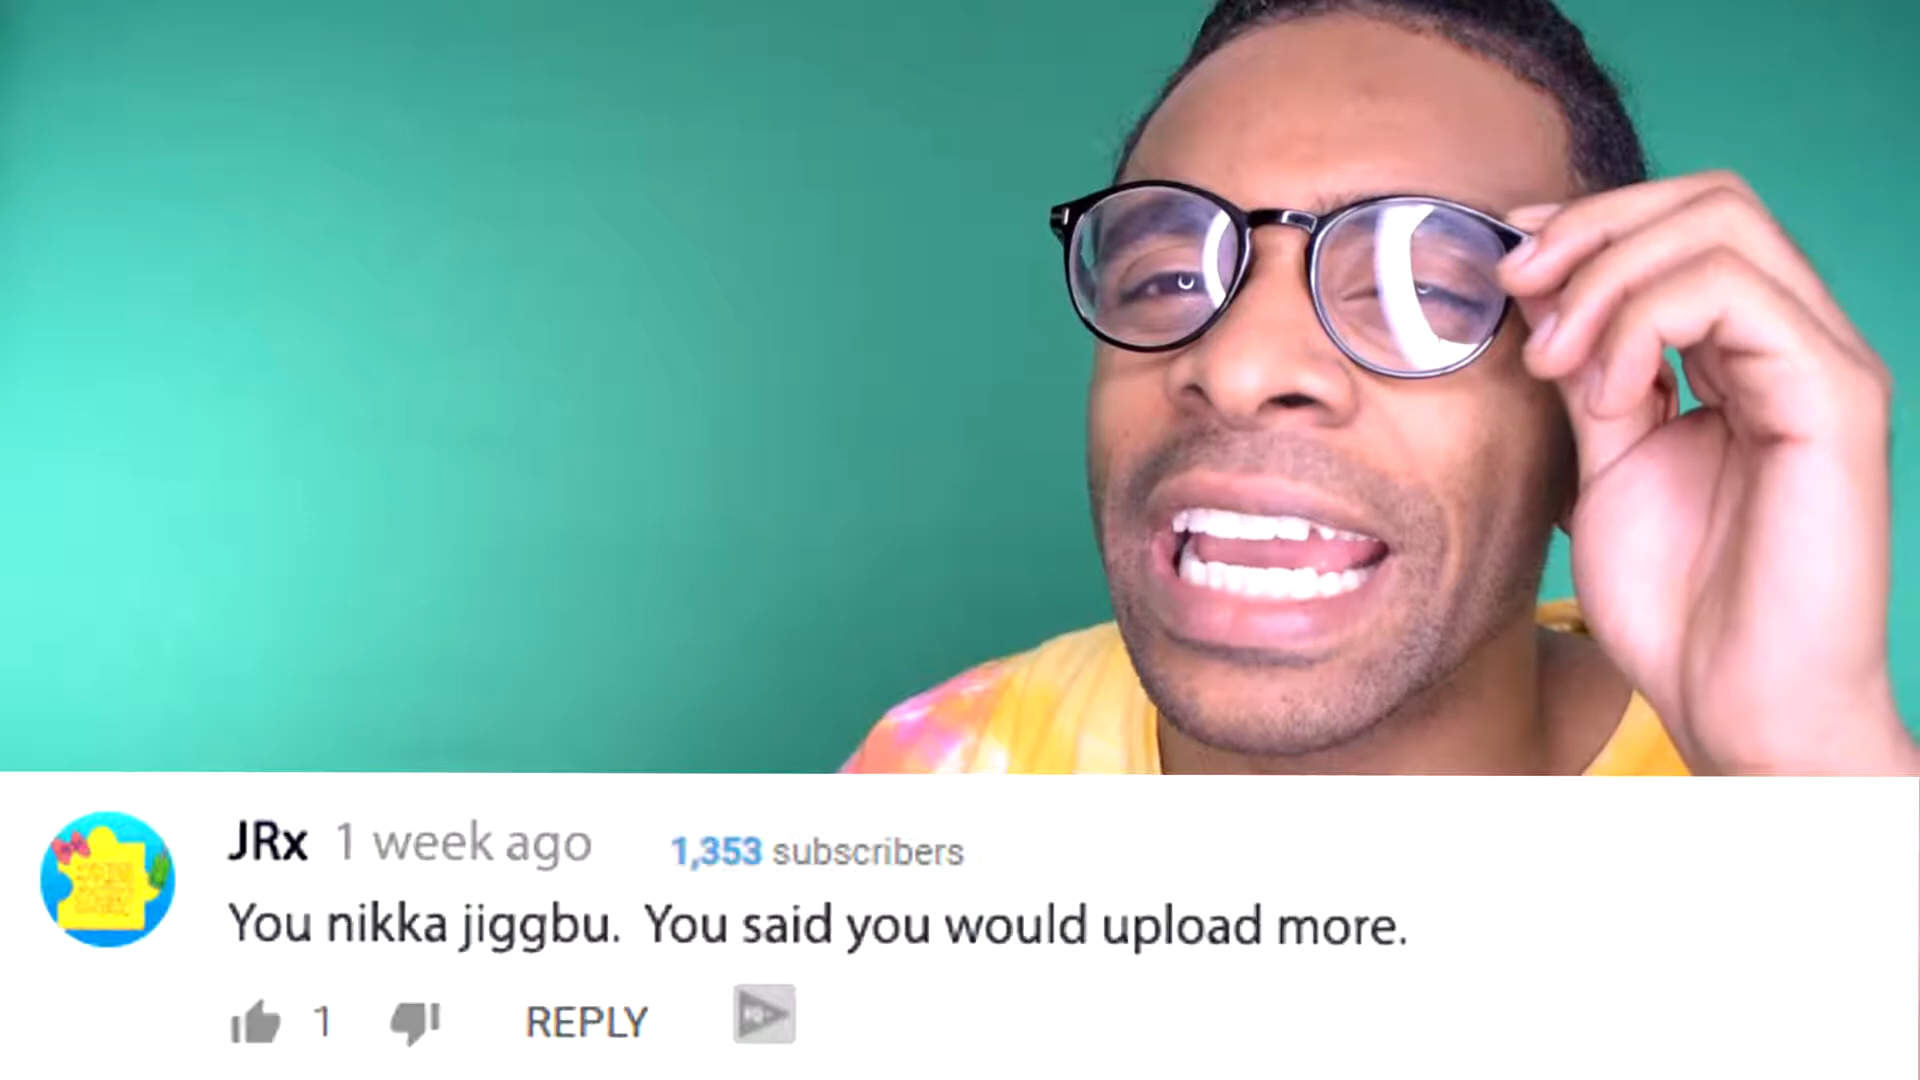 JRx 1 week ago 1,353 subscribers
You nikka jiggbu. You said you would upload more.
1 REPLY